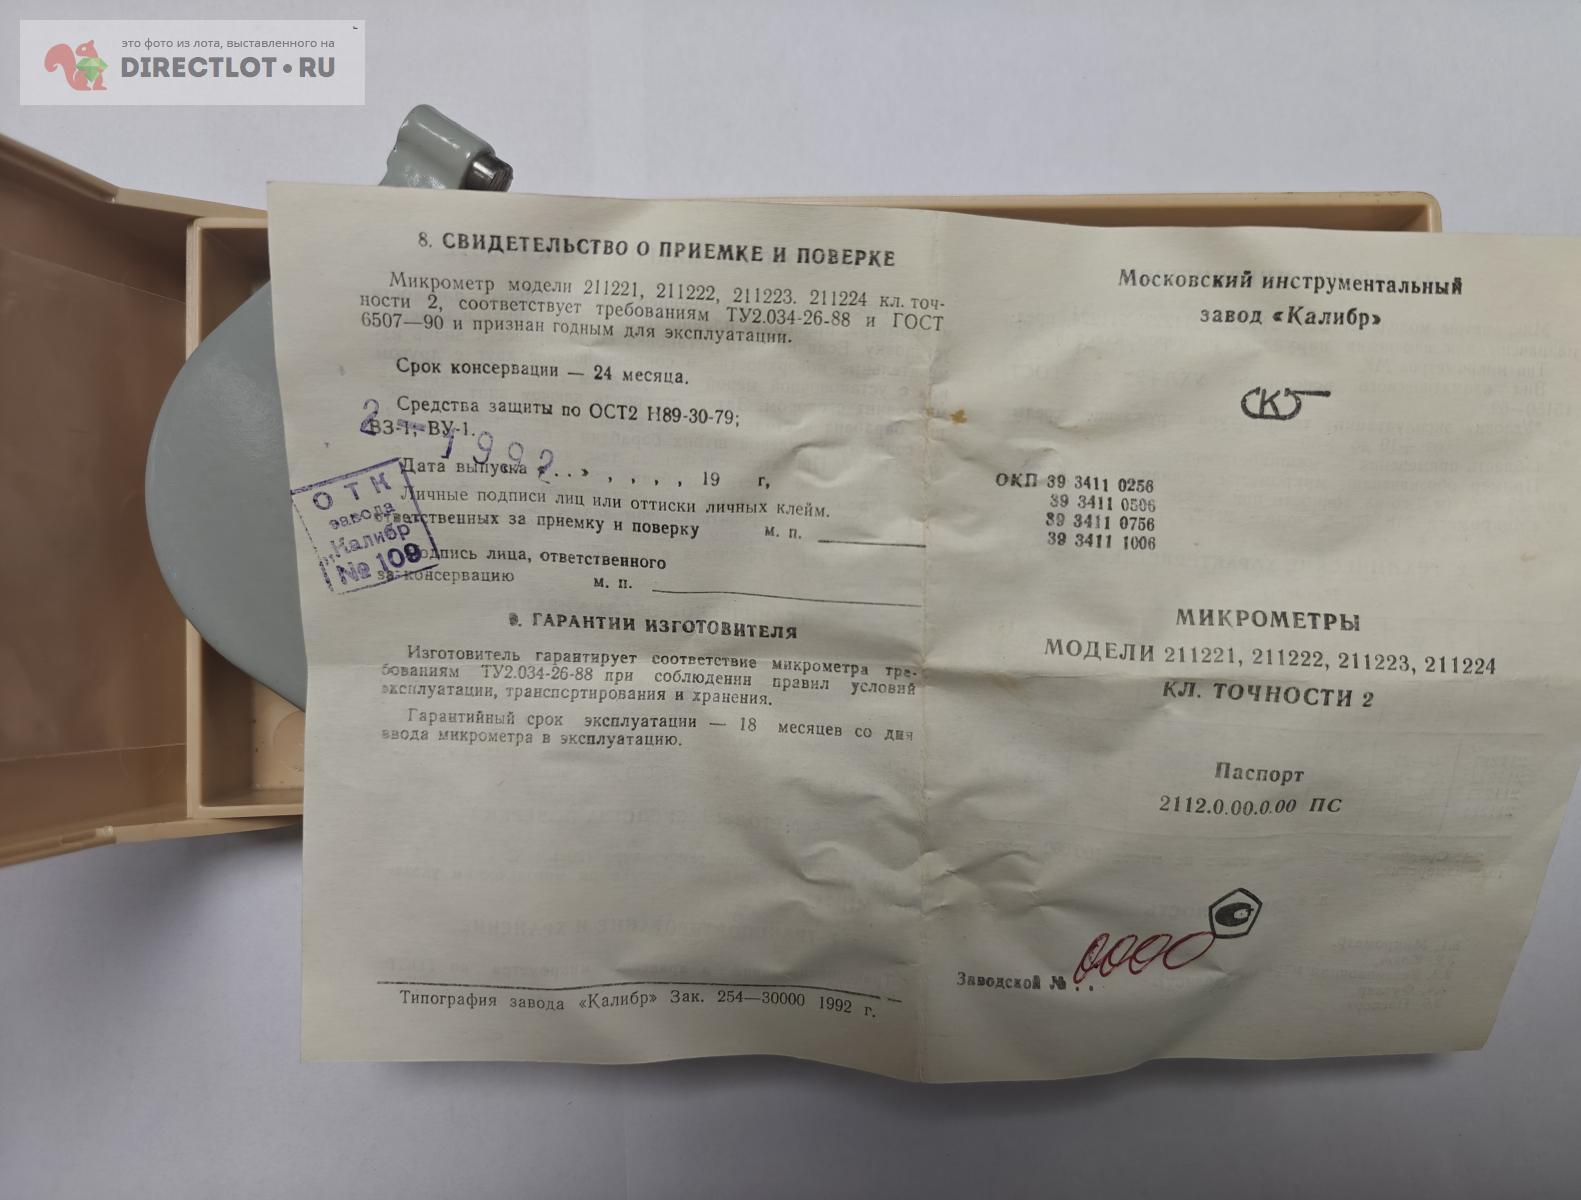 это фото из лота, выставленного на
DIRECTLOT•RU
8. СВИДЕТЕЛЬСТВО О ПРИЕМКЕ И ПОВЕРКЕ
Микрометр модели 211221, 211222, 211223. 211224 кл. точ-
ности 2, соответствует требованиям ТУ2.034-26-88 и ГОСТ
6507—90 и признан годным для эксплуатации.
Срок консервации — 24 месяца.
Средства защиты по ОСТ2 Н89-30-79;
ВЗ-1; ВУ-1.
2 – 1992
Дата выпуска « . . » , , , , 19 г,
Личные подписи лиц или оттиски личных клейм.
ответственных за приемку и поверку м. п.
Подпись лица, ответственного
за консервацию м. п.
ОТК
завода
„Калибр"
№ 109
9. ГАРАНТИИ ИЗГОТОВИТЕЛЯ
Изготовитель гарантирует соответствие микрометра тре-
бованиям ТУ2.034-26-88 при соблюдении правил условий
эксплуатации, транспортирования и хранения.
Гарантийный срок эксплуатации — 18 месяцев со дня
ввода микрометра в эксплуатацию.
Типография завода «Калибр» Зак. 254—30000 1992 г.
Московский инструментальный
завод «Калибр»
ОКП 39 3411 0256
39 3411 0506
39 3411 0756
39 3411 1006
МИКРОМЕТРЫ
МОДЕЛИ 211221, 211222, 211223, 211224
КЛ. ТОЧНОСТИ 2
Паспорт
2112.0.00.0.00 ПС
Заводской № . .